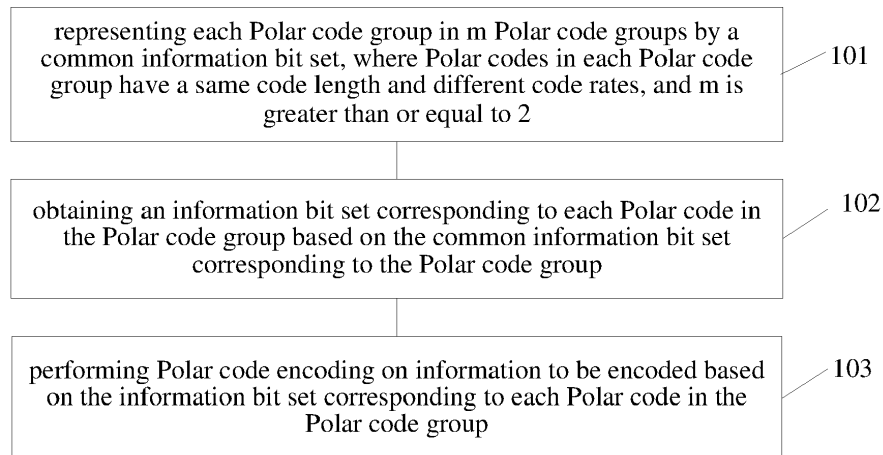 representing each Polar code group in m Polar code groups by a
common information bit set, where Polar codes in each Polar code
group have a same code length and different code rates, and m is
greater than or equal to 2
101
obtaining an information bit set corresponding to each Polar code in
the Polar code group based on the common information bit set
corresponding to the Polar code group
102
performing Polar code encoding on information to be encoded based
on the information bit set corresponding to each Polar code in the
Polar code group
103